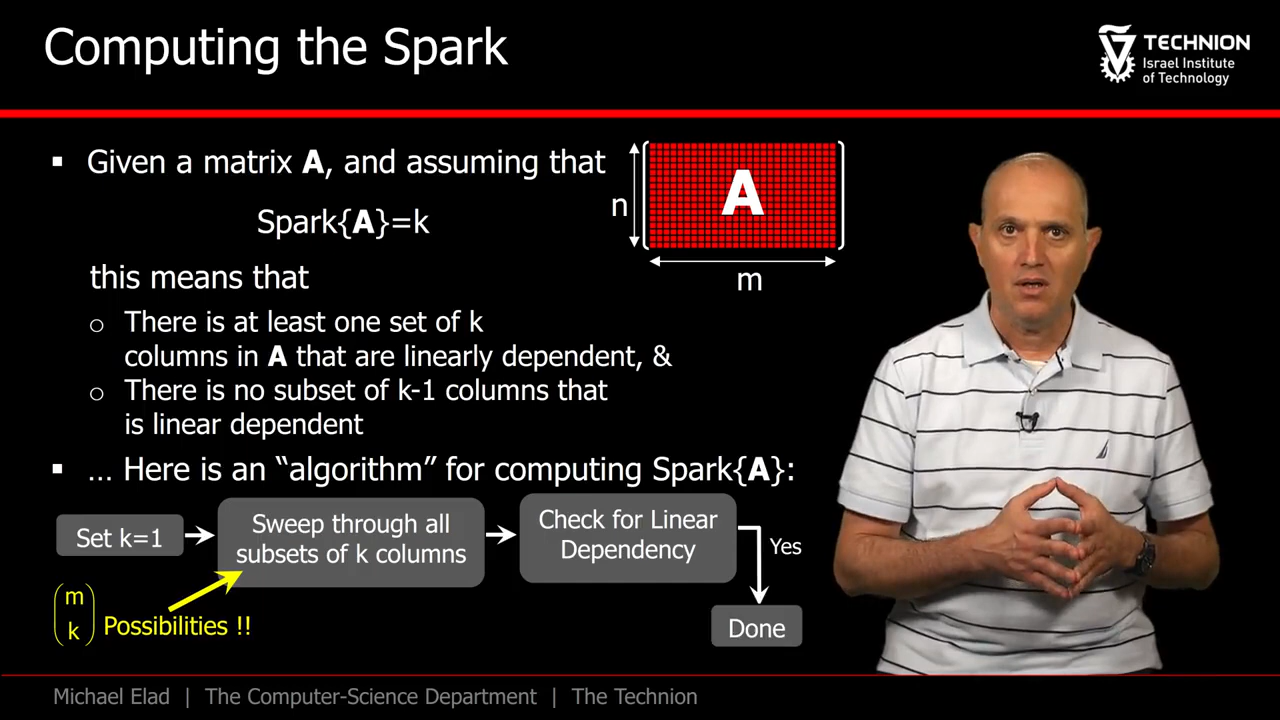 Computing the Spark
TECHNION
Israel Institute
of Technology
▪ Given a matrix A, and assuming that
Spark{A}=k
this means that
o There is at least one set of k
columns in A that are linearly dependent, &
o There is no subset of k-1 columns that
is linear dependent
n
A
m
▪ … Here is an “algorithm” for computing Spark{A}:
Set k=1
Sweep through all
subsets of k columns
Check for Linear
Dependency
Yes
Done
m
k
Possibilities !!
Michael Elad | The Computer-Science Department | The Technion